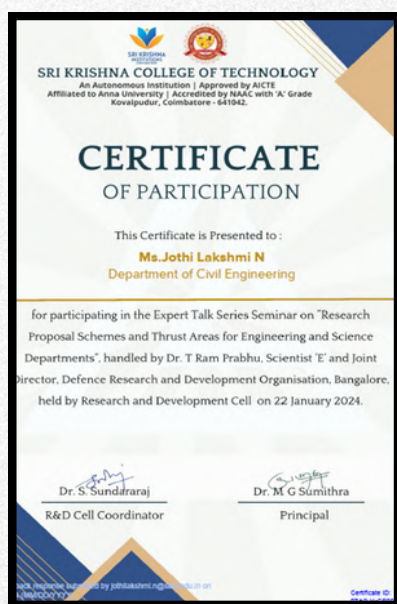 SRI KRISHNA
INSTITUTIONS
SRI KRISHNA COLLEGE OF TECHNOLOGY
An Autonomous Institution | Approved by AICTE
Affiliated to Anna University | Accredited by NAAC with 'A' Grade
Kovaipudur, Coimbatore - 641042.
CERTIFICATE
OF PARTICIPATION
This Certificate is Presented to :
Ms.Jothi Lakshmi N
Department of Civil Engineering
for participating in the Expert Talk Series Seminar on "Research
Proposal Schemes and Thrust Areas for Engineering and Science
Departments", handled by Dr. T Ram Prabhu, Scientist 'E' and Joint
Director, Defence Research and Development Organisation, Bangalore,
held by Research and Development Cell on 22 January 2024.
Dr. S. Sundararaj
Dr. M G Sumithra
R&D Cell Coordinator
Principal
response by
on
Certificate ID: